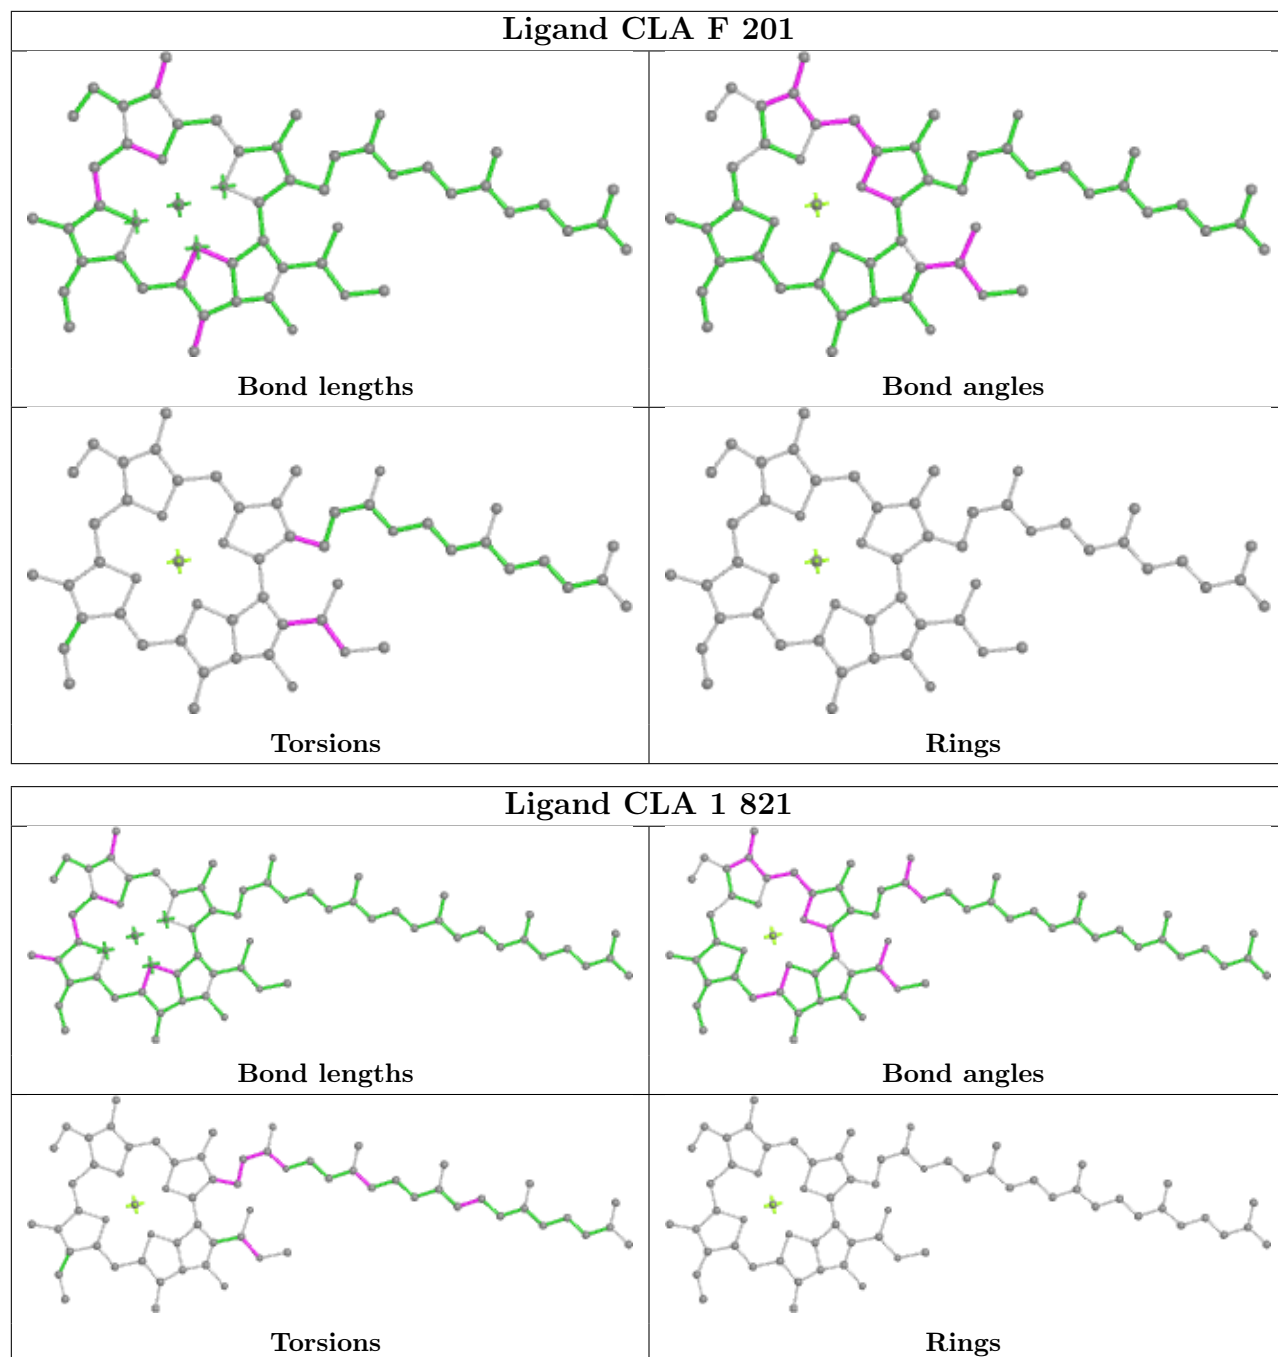 Ligand CLA F 201
Bond lengths
Bond angles
Torsions
Rings
Ligand CLA 1 821
Bond lengths
Bond angles
Torsions
Rings